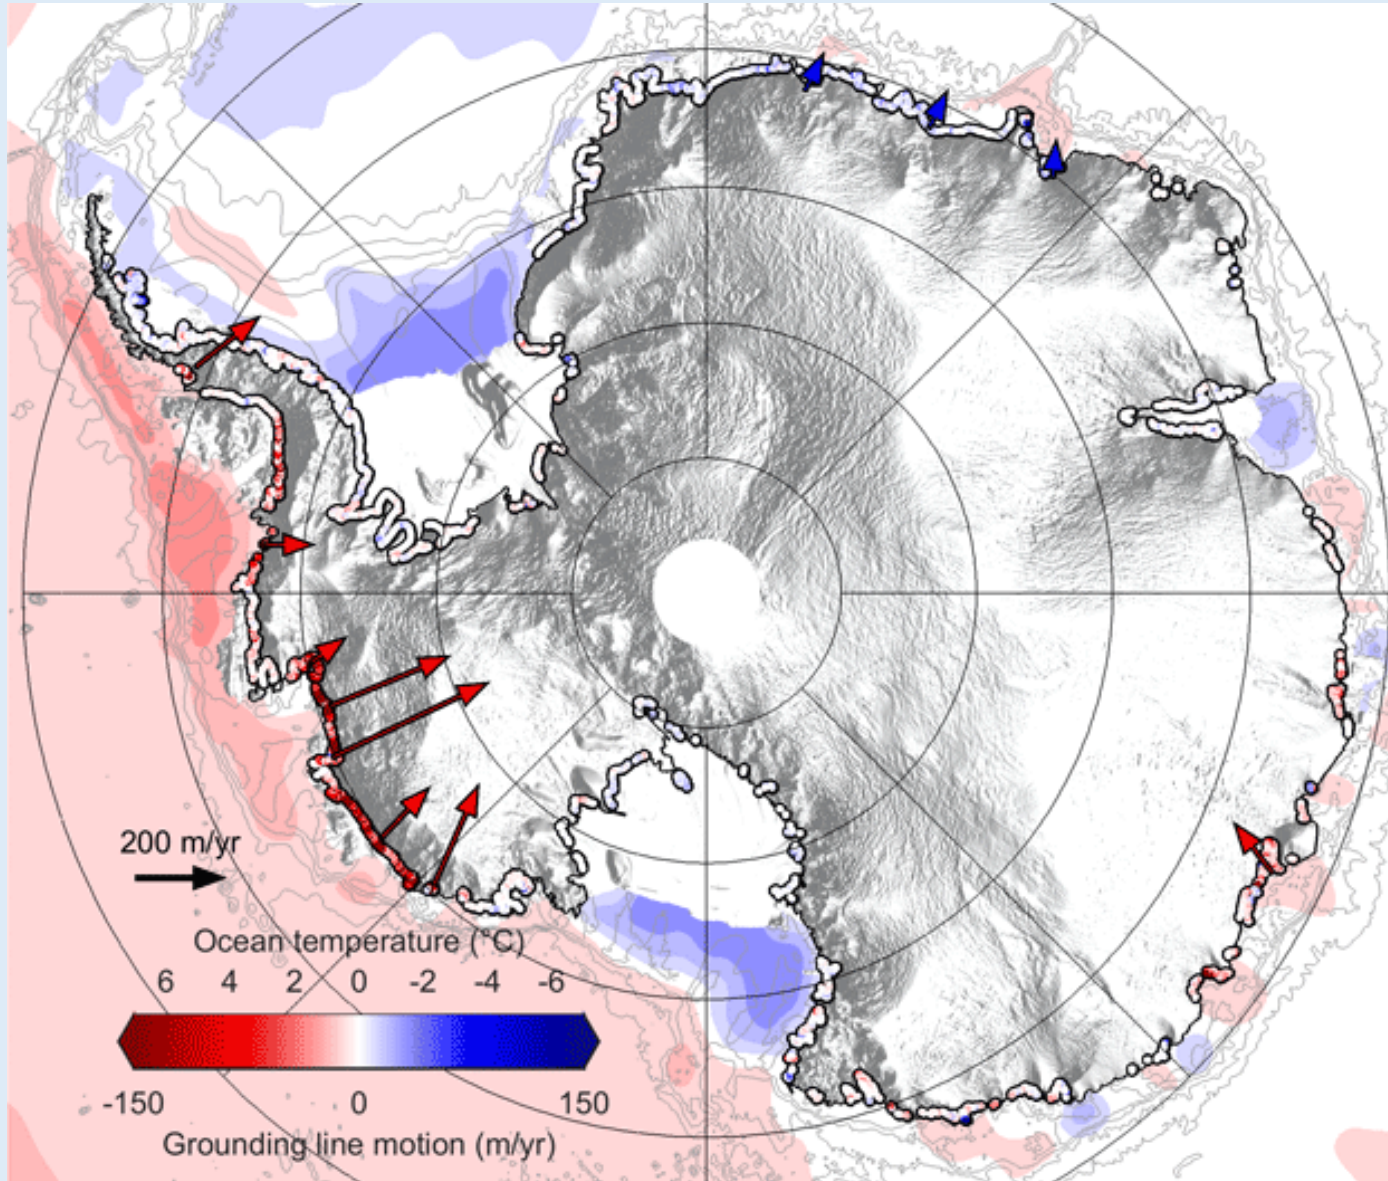 200 m/yr
Ocean temperature (°C)
6 4 2 0 -2 -4 -6
-150 0 150
Grounding line motion (m/yr)